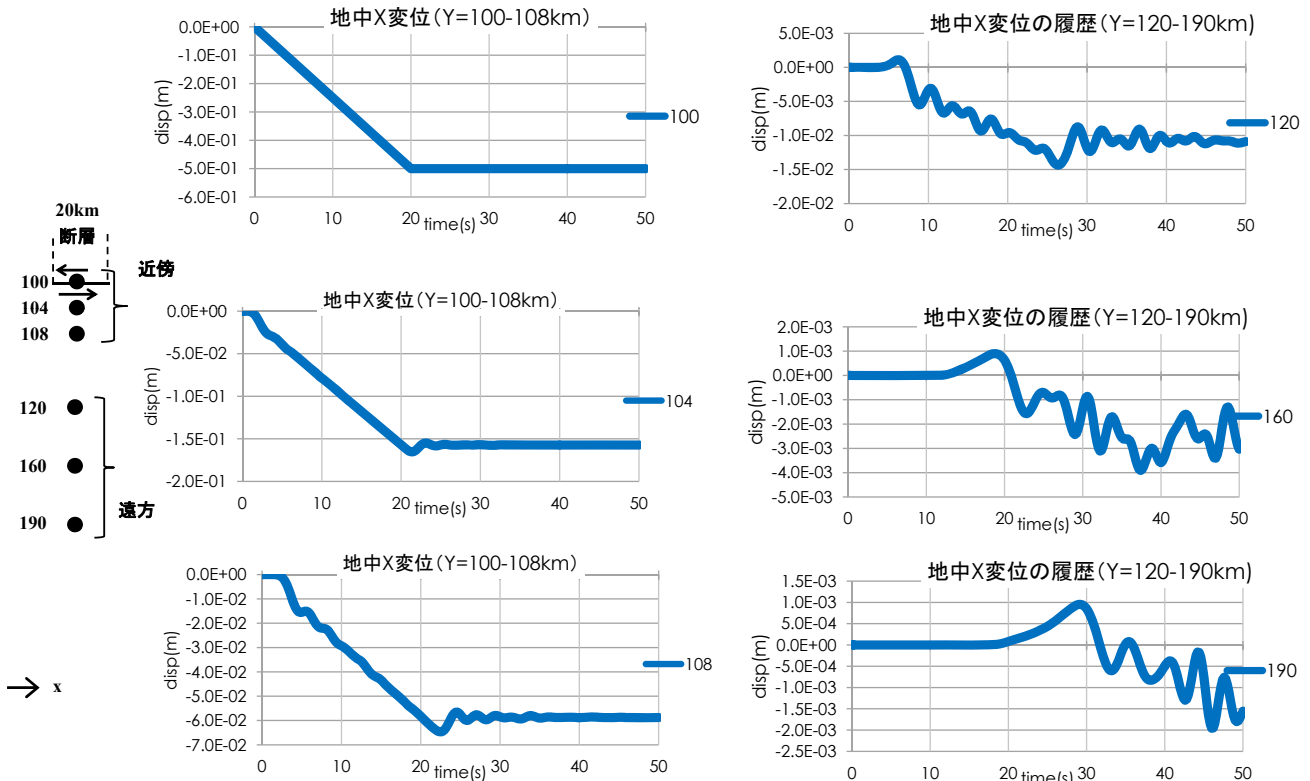 20km
断層
100
104
108
近傍
120
160
190
遠方
x
地中X変位(Y=100-108km)
0.0E+00
-1.0E-01
-2.0E-01
-3.0E-01
-4.0E-01
-5.0E-01
-6.0E-01
disp(m)
0 10 20 30 40 50
time(s)
100
地中X変位(Y=100-108km)
0.0E+00
-5.0E-02
-1.0E-01
-1.5E-01
-2.0E-01
disp(m)
0 10 20 30 40 50
time(s)
104
地中X変位(Y=100-108km)
0.0E+00
-1.0E-02
-2.0E-02
-3.0E-02
-4.0E-02
-5.0E-02
-6.0E-02
-7.0E-02
disp(m)
0 10 20 30 40 50
time(s)
108
地中X変位の履歴(Y=120-190km)
5.0E-03
0.0E+00
-5.0E-03
-1.0E-02
-1.5E-02
-2.0E-02
disp(m)
0 10 20 30 40 50
time(s)
120
地中X変位の履歴(Y=120-190km)
2.0E-03
1.0E-03
0.0E+00
-1.0E-03
-2.0E-03
-3.0E-03
-4.0E-03
-5.0E-03
disp(m)
0 10 20 30 40 50
time(s)
160
地中X変位の履歴(Y=120-190km)
1.5E-03
1.0E-03
5.0E-04
0.0E+00
-5.0E-04
-1.0E-03
-1.5E-03
-2.0E-03
-2.5E-03
disp(m)
0 10 20 30 40 50
time(s)
190